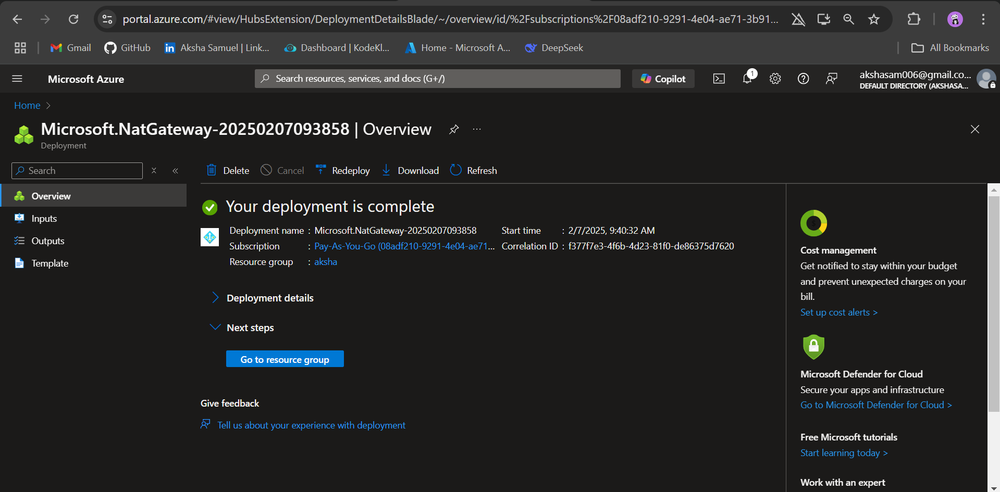 portal.azure.com/#view/HubsExtension/DeploymentDetailsBlade/~/overview/id/%2Fsubscriptions%2F08adf210-9291-4e04-ae71-3b91...
Gmail
GitHub
Aksha Samuel | Link...
Dashboard | KodeKl...
Home - Microsoft A...
DeepSeek
All Bookmarks
Microsoft Azure
Search resources, services, and docs (G+/)
Copilot
1
akshasam006@gmail.co...
DEFAULT DIRECTORY (AKSHASA...
Home >
Microsoft.NatGateway-20250207093858 | Overview
Deployment
Search
Delete
Cancel
Redeploy
Download
Refresh
Overview
Inputs
Outputs
Template
Your deployment is complete
Deployment name : Microsoft.NatGateway-20250207093858
Subscription : Pay-As-You-Go (08adf210-9291-4e04-ae71...
Resource group : aksha
Start time : 2/7/2025, 9:40:32 AM
Correlation ID : f377f7e3-4f6b-4d23-81f0-de86375d7620
Deployment details
Next steps
Go to resource group
Give feedback
Tell us about your experience with deployment
Cost management
Get notified to stay within your budget
and prevent unexpected charges on your
bill.
Set up cost alerts >
Microsoft Defender for Cloud
Secure your apps and infrastructure
Go to Microsoft Defender for Cloud >
Free Microsoft tutorials
Start learning today >
Work with an expert